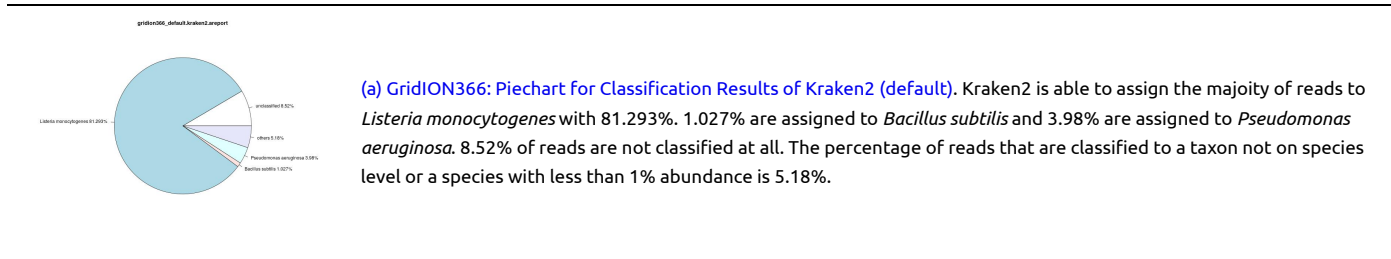 gridion366_default.kraken2.areport
unclassified 8.52%
Listeria monocytogenes 81.293%
others 5.18%
Pseudomonas aeruginosa 3.98%
Bacillus subtilis 1.027%
(a) GridION366: Piechart for Classification Results of Kraken2 (default). Kraken2 is able to assign the majoity of reads to
Listeria monocytogenes with 81.293%. 1.027% are assigned to Bacillus subtilis and 3.98% are assigned to Pseudomonas
aeruginosa. 8.52% of reads are not classified at all. The percentage of reads that are classified to a taxon not on species
level or a species with less than 1% abundance is 5.18%.